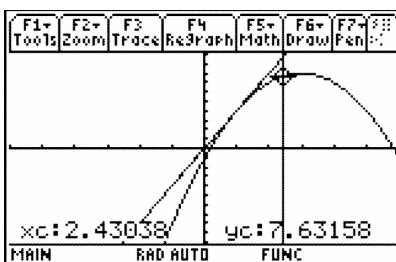 F1▾ F2▾ F3 F4 F5▾ F6▾ F7▾
Tools Zoom Trace ReGraph Math Draw Pen
xc:2.43038 yc:7.63158
MAIN RAD AUTO FUNC